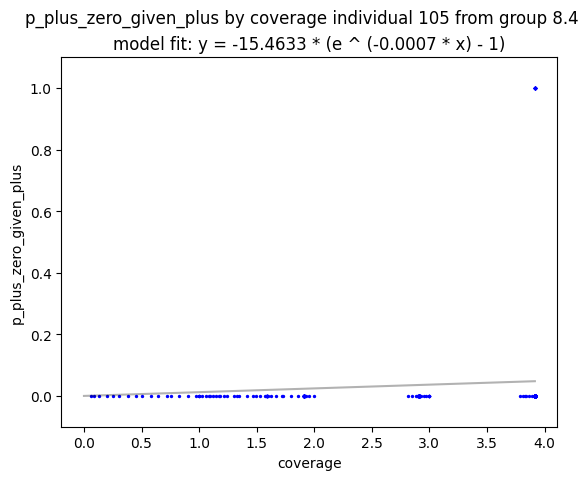 p_plus_zero_given_plus by coverage individual 105 from group 8.4
model fit: y = -15.4633 * (e ^ (-0.0007 * x) - 1)
1.0
0.8
0.6
0.4
0.2
0.0
p_plus_zero_given_plus
0.0 0.5 1.0 1.5 2.0 2.5 3.0 3.5 4.0
coverage